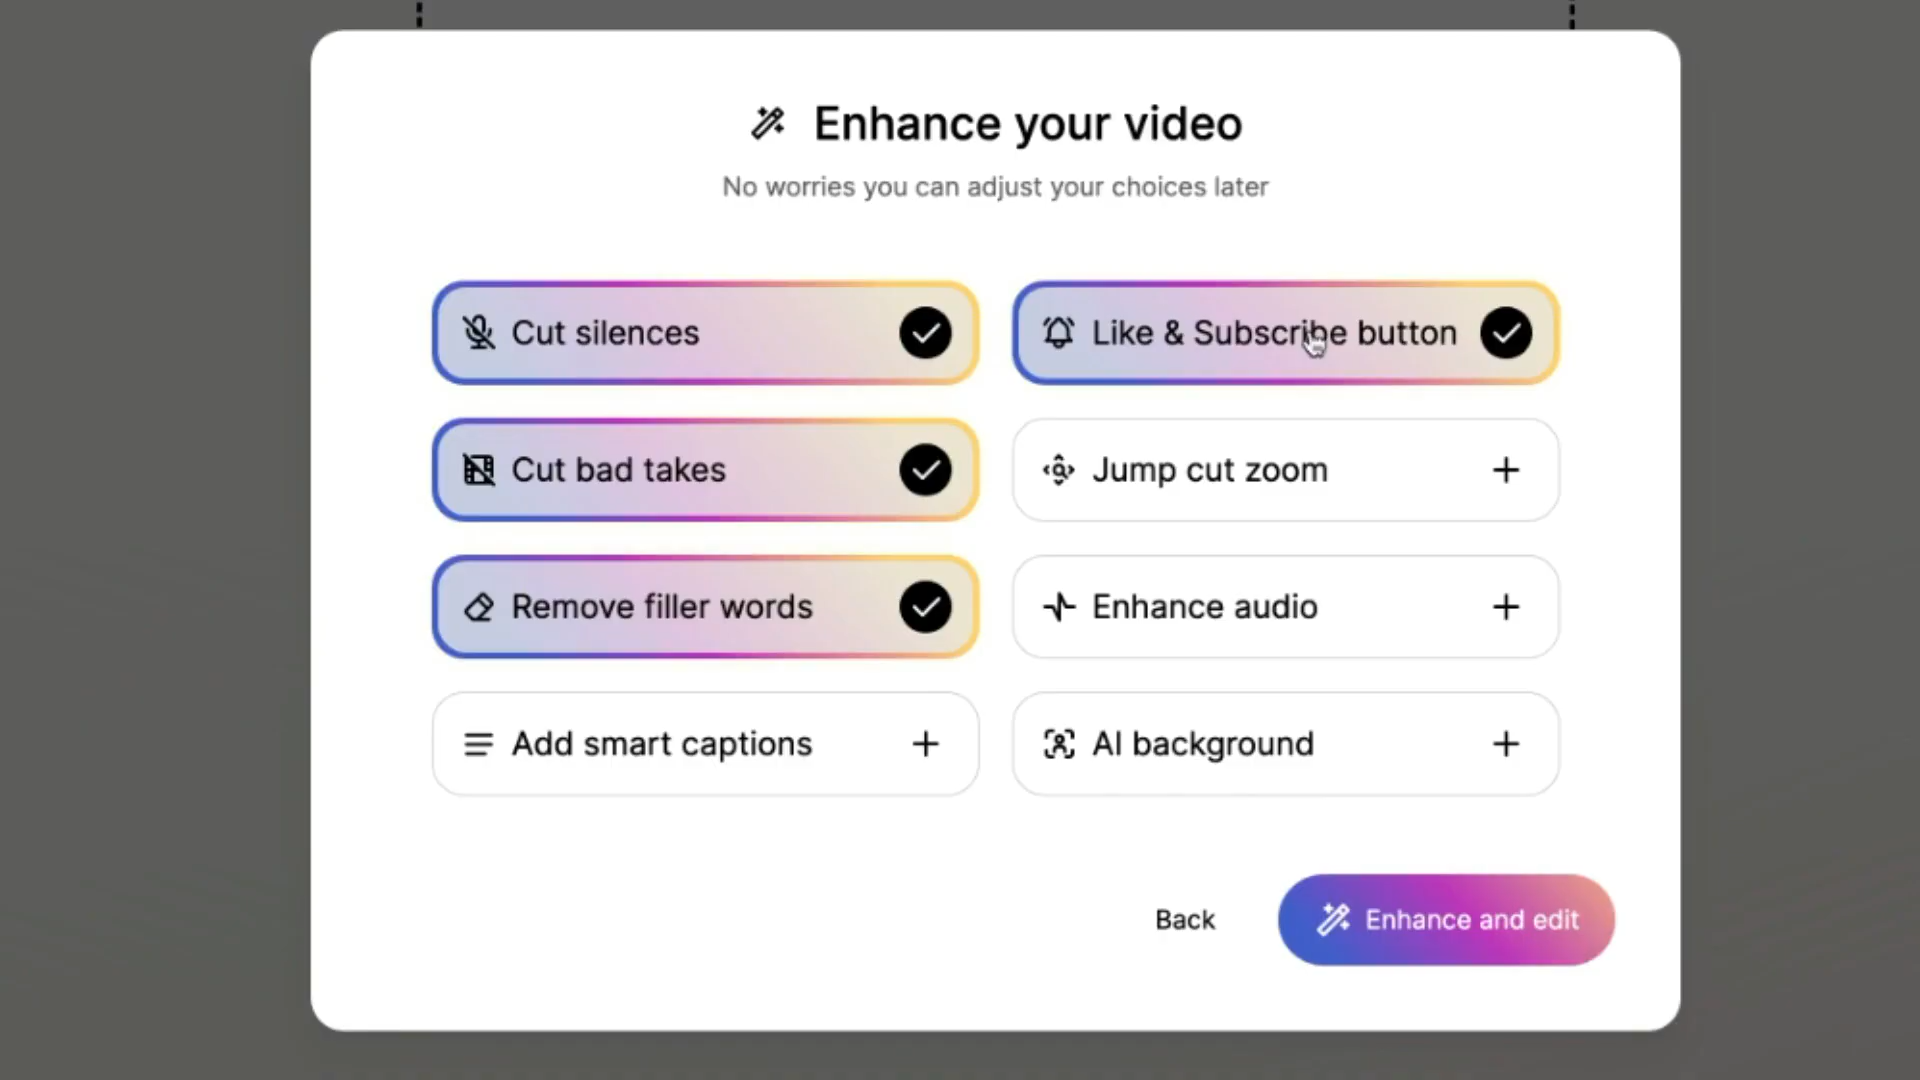 Enhance your video
No worries you can adjust your choices later
Cut silences
Like & Subscribe button
Cut bad takes
Jump cut zoom
Remove filler words
Enhance audio
Add smart captions
AI background
Back
Enhance and edit